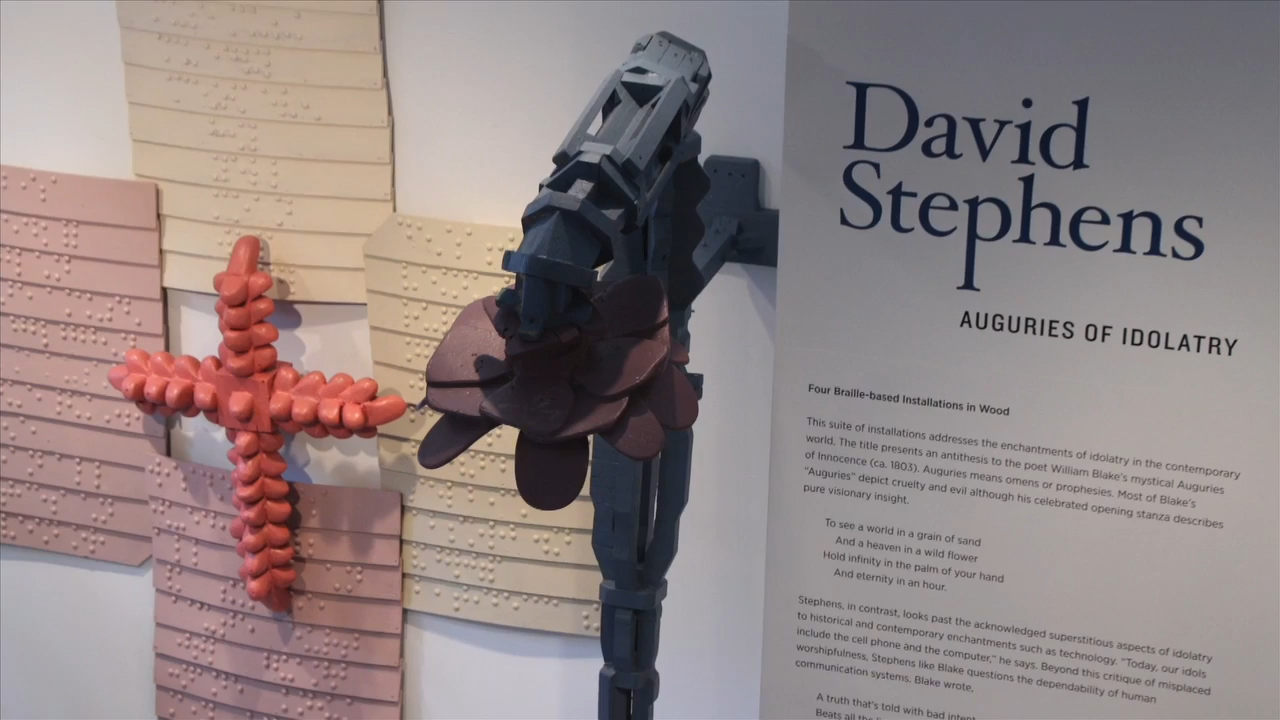 David
Stephens
AUGURIES OF IDOLATRY
Four Braille-based Installations in Wood
This suite of installations addresses the enchantments of idolatry in the contemporary
world. The title presents an antithesis to the poet William Blake's mystical Auguries
of Innocence (ca. 1803). Auguries means omens or prophesies. Most of Blake's
"Auguries" depict cruelty and evil although his celebrated opening stanza describes
pure visionary insight.
To see a world in a grain of sand
And a heaven in a wild flower
Hold infinity in the palm of your hand
And eternity in an hour.
Stephens, in contrast, looks past the acknowledged superstitious aspects of idolatry
to historical and contemporary enchantments such as technology. "Today, our idols
include the cell phone and the computer," he says. Beyond this critique of misplaced
worshipfulness, Stephens like Blake questions the dependability of human
communication systems. Blake wrote,
A truth that's told with bad intent
Beats all the